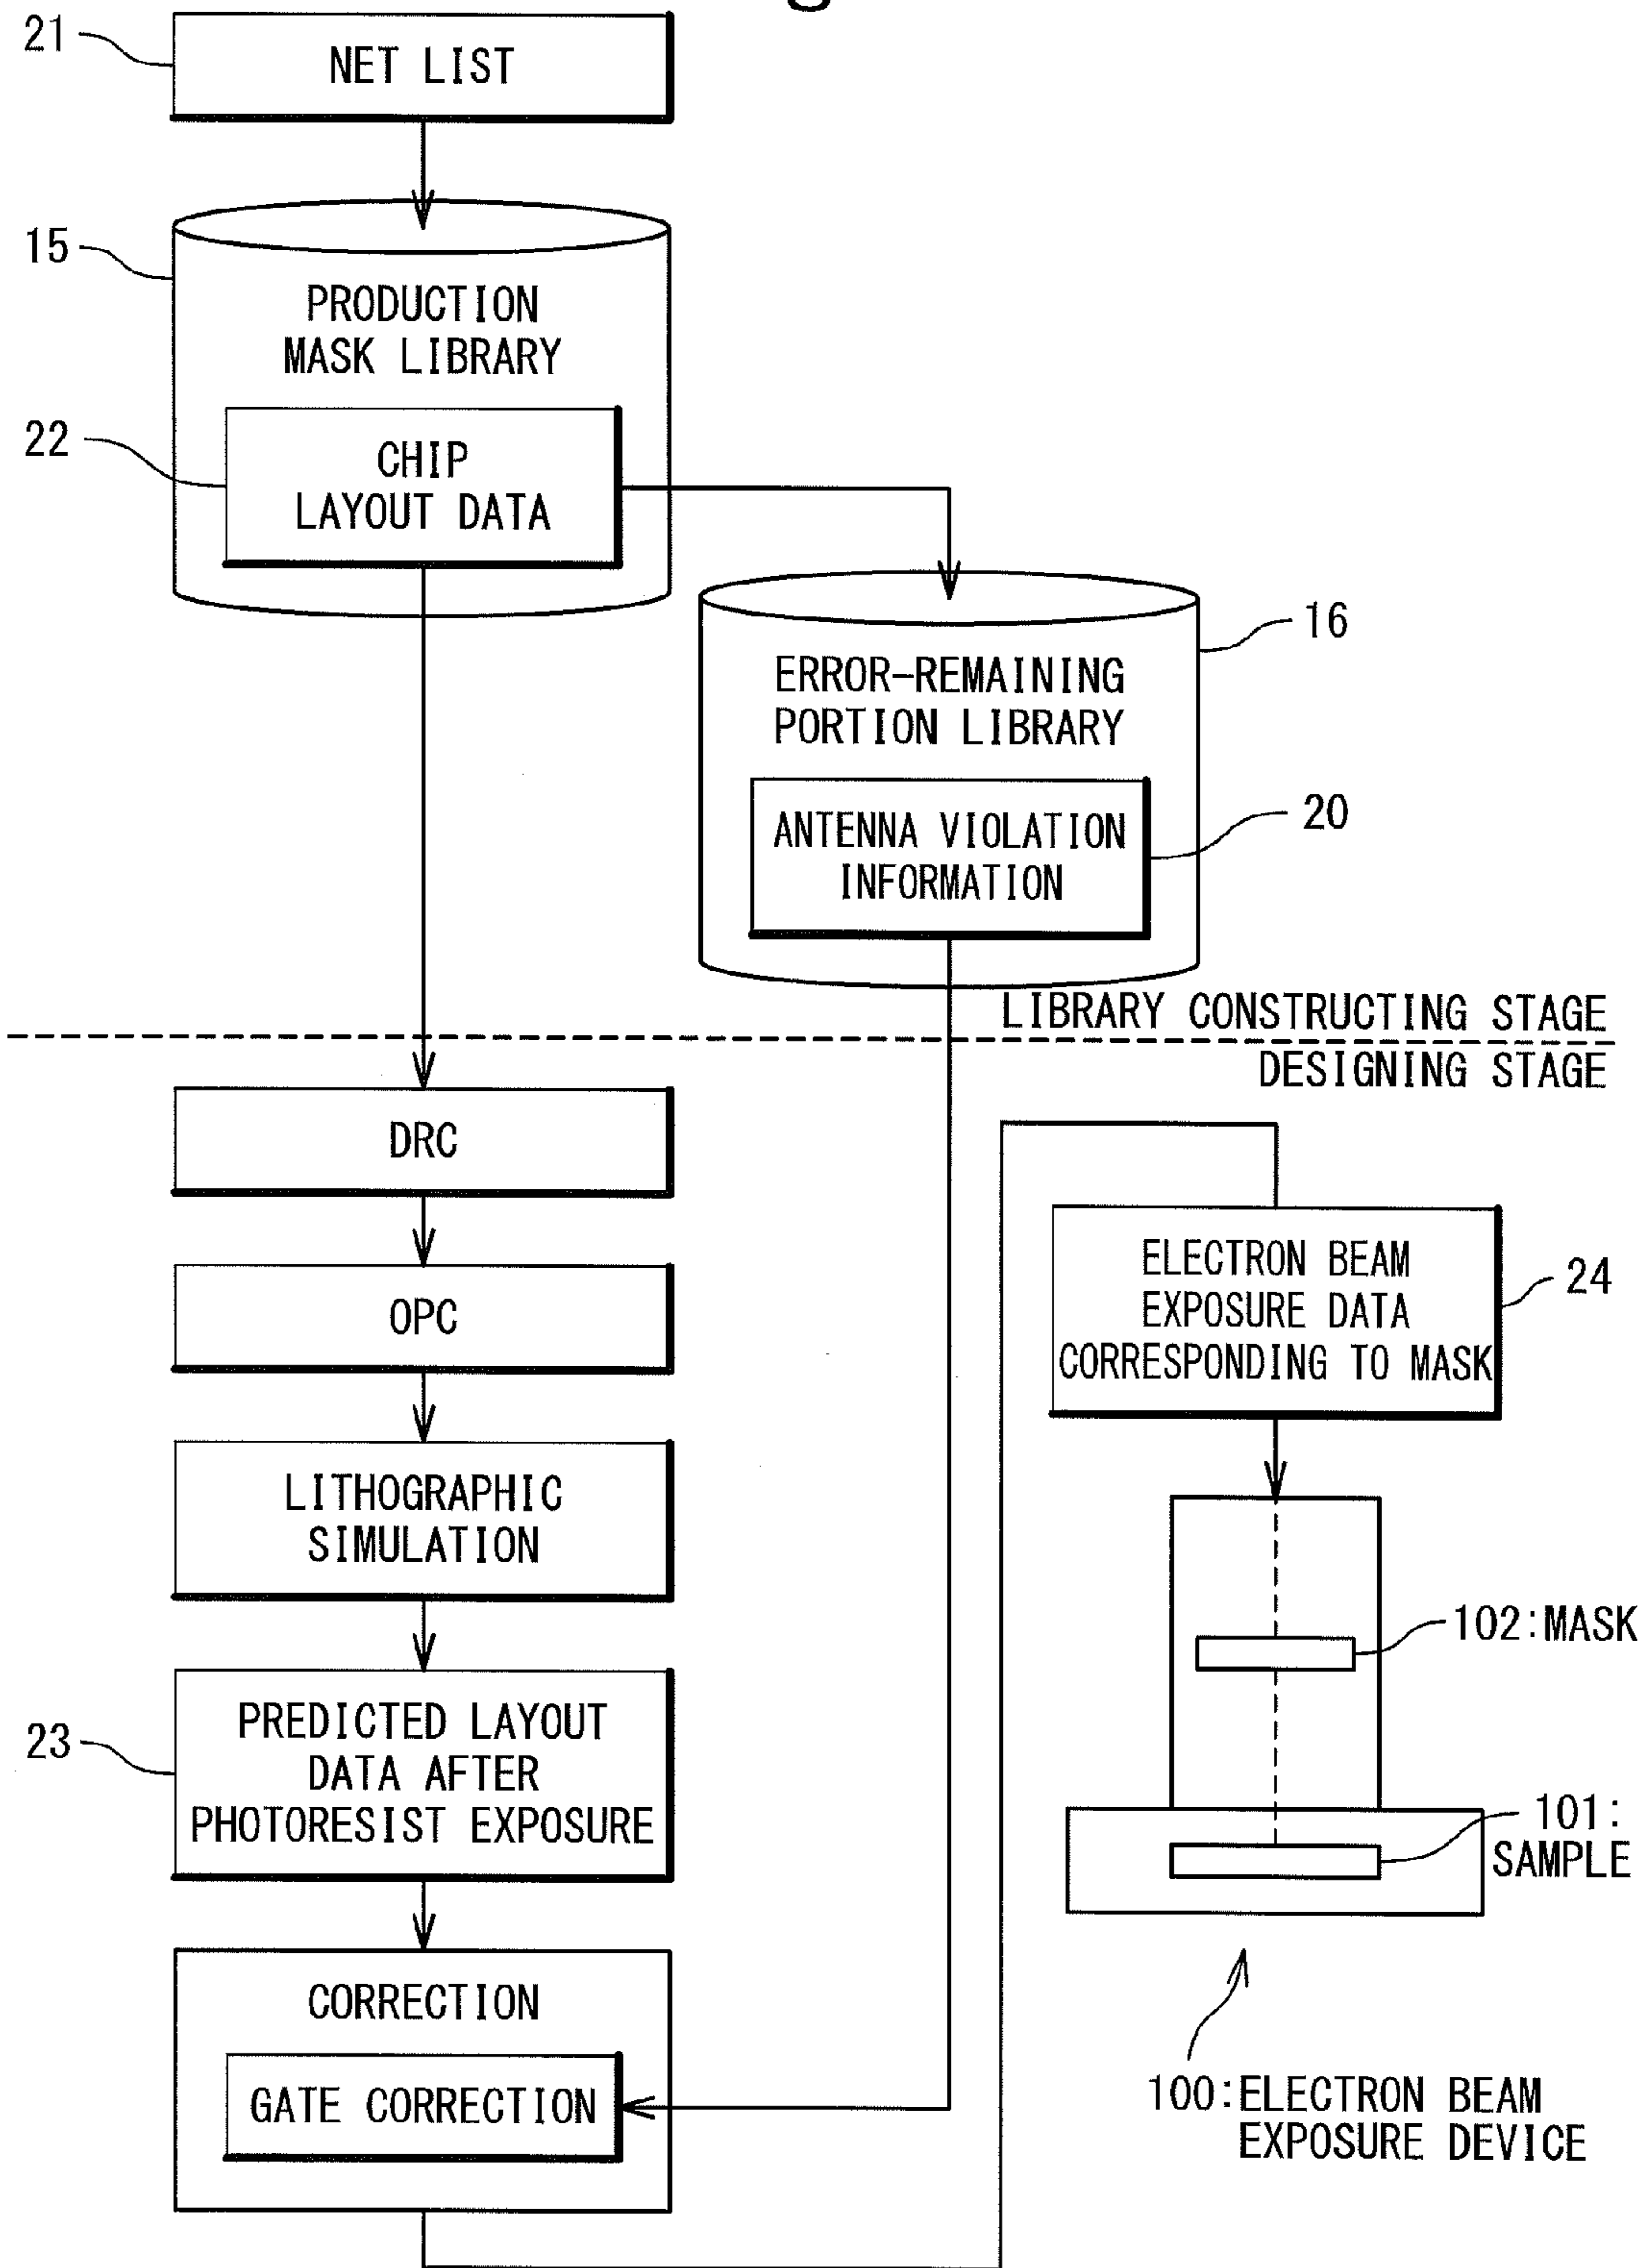 21
NET LIST
15
PRODUCTION
MASK LIBRARY
22
CHIP
LAYOUT DATA
16
ERROR-REMAINING
PORTION LIBRARY
20
ANTENNA VIOLATION
INFORMATION
LIBRARY CONSTRUCTING STAGE
DESIGNING STAGE
DRC
OPC
LITHOGRAPHIC
SIMULATION
23
PREDICTED LAYOUT
DATA AFTER
PHOTORESIST EXPOSURE
CORRECTION
GATE CORRECTION
ELECTRON BEAM
EXPOSURE DATA
CORRESPONDING TO MASK
24
102:MASK
101:
SAMPLE
100:ELECTRON BEAM
EXPOSURE DEVICE